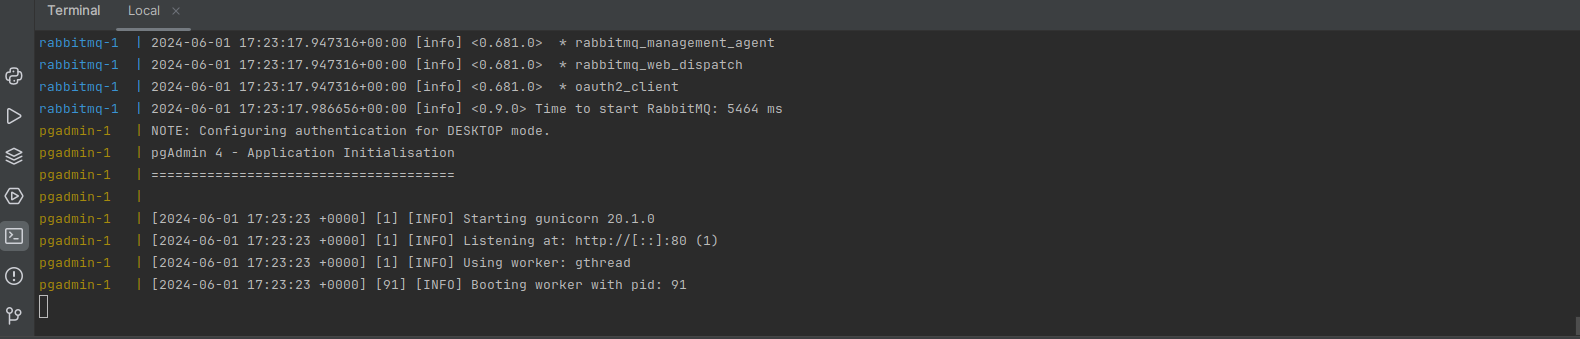 Terminal Local ×
rabbitmq-1  | 2024-06-01 17:23:17.947316+00:00 [info] <0.681.0>  * rabbitmq_management_agent
rabbitmq-1  | 2024-06-01 17:23:17.947316+00:00 [info] <0.681.0>  * rabbitmq_web_dispatch
rabbitmq-1  | 2024-06-01 17:23:17.947316+00:00 [info] <0.681.0>  * oauth2_client
rabbitmq-1  | 2024-06-01 17:23:17.986656+00:00 [info] <0.9.0> Time to start RabbitMQ: 5464 ms
pgadmin-1   | NOTE: Configuring authentication for DESKTOP mode.
pgadmin-1   | pgAdmin 4 - Application Initialisation
pgadmin-1   | ======================================
pgadmin-1   |
pgadmin-1   | [2024-06-01 17:23:23 +0000] [1] [INFO] Starting gunicorn 20.1.0
pgadmin-1   | [2024-06-01 17:23:23 +0000] [1] [INFO] Listening at: http://[::]:80 (1)
pgadmin-1   | [2024-06-01 17:23:23 +0000] [1] [INFO] Using worker: gthread
pgadmin-1   | [2024-06-01 17:23:23 +0000] [91] [INFO] Booting worker with pid: 91